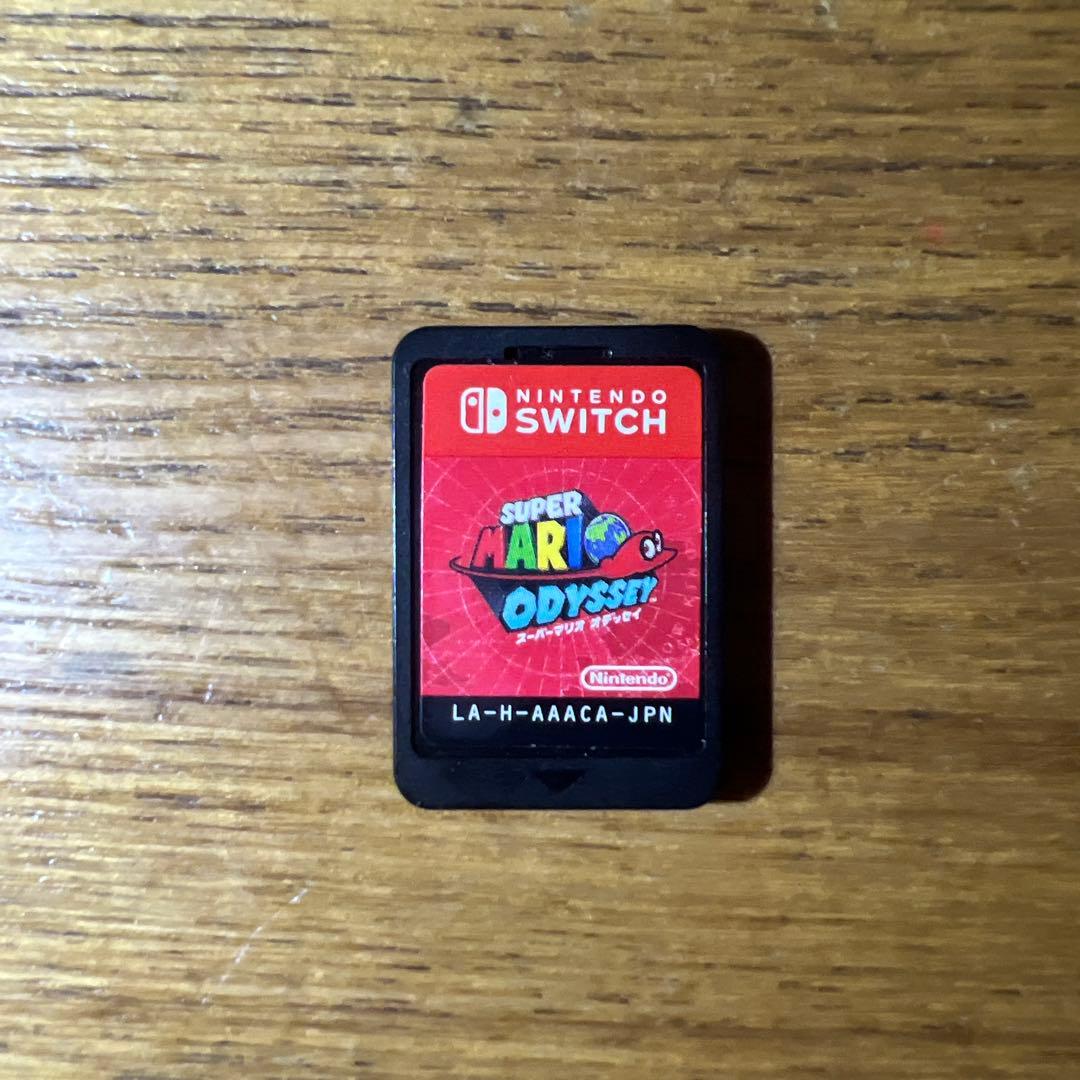 NINTENDO
SWITCH
SUPER
MARIO
ODYSSEY™
スーパーマリオ オデッセイ
Nintendo
LA-H-AAACA-JPN